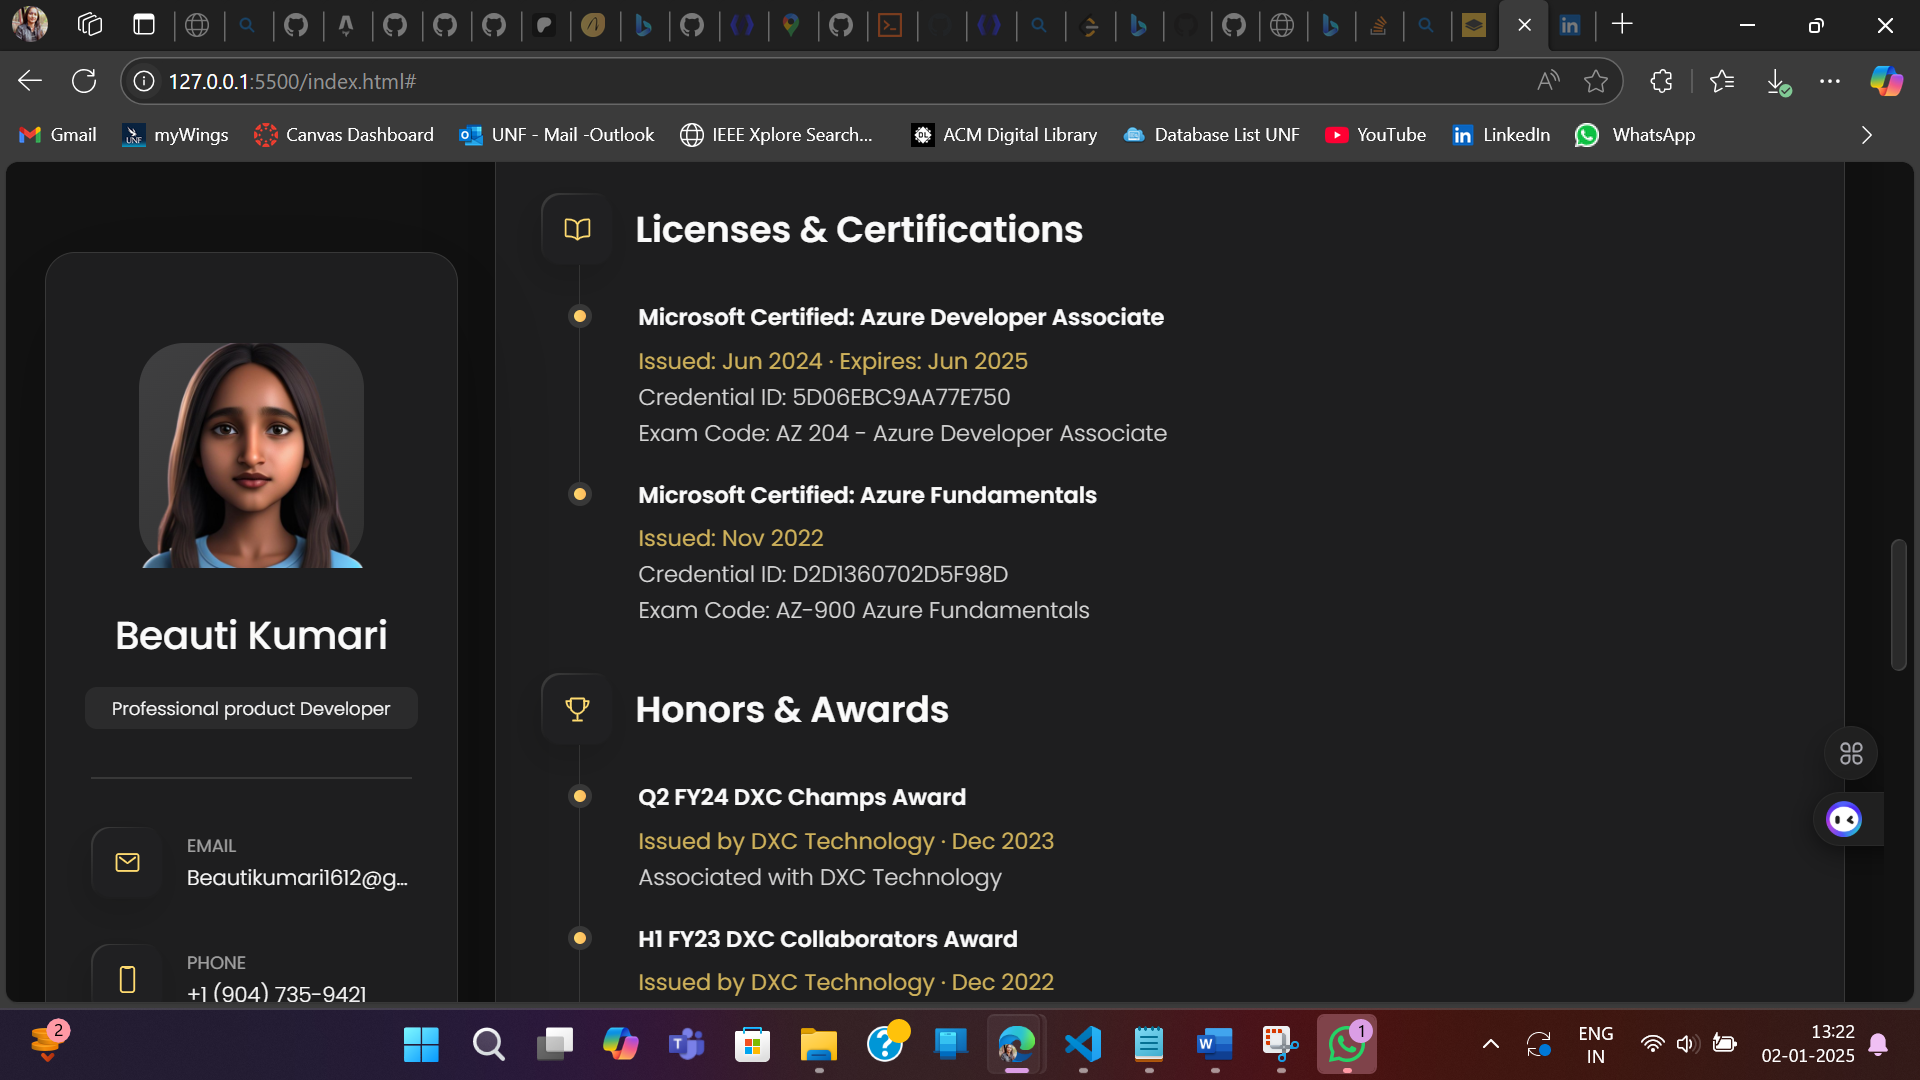 127.0.0.1:5500/index.html#
Gmail
myWings
Canvas Dashboard
UNF - Mail -Outlook
IEEE Xplore Search...
ACM Digital Library
Database List UNF
YouTube
LinkedIn
WhatsApp
Beauti Kumari
Professional product Developer
EMAIL
Beautikumari1612@g...
PHONE
+1 (904) 735-9421
Licenses & Certifications
Microsoft Certified: Azure Developer Associate
Issued: Jun 2024 · Expires: Jun 2025
Credential ID: 5D06EBC9AA77E750
Exam Code: AZ 204 - Azure Developer Associate
Microsoft Certified: Azure Fundamentals
Issued: Nov 2022
Credential ID: D2D1360702D5F98D
Exam Code: AZ-900 Azure Fundamentals
Honors & Awards
Q2 FY24 DXC Champs Award
Issued by DXC Technology · Dec 2023
Associated with DXC Technology
H1 FY23 DXC Collaborators Award
Issued by DXC Technology · Dec 2022
2
1
ENG
IN
13:22
02-01-2025